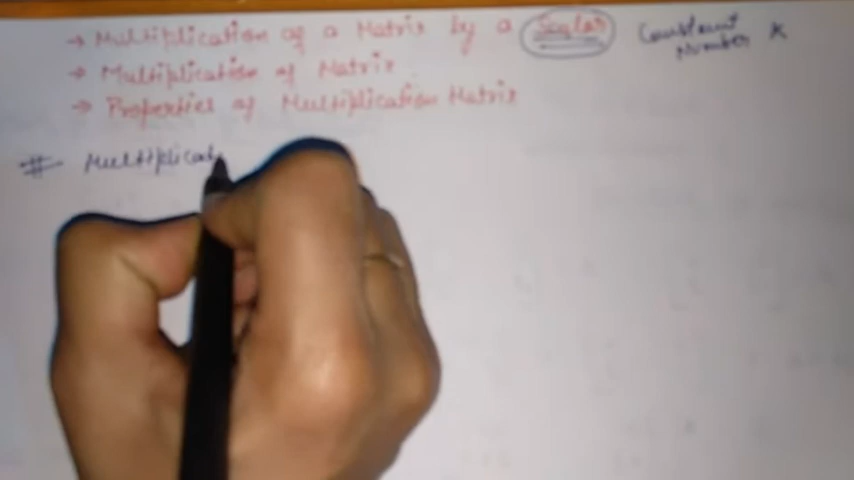 → Multiplication of a Matrix by a Scalar Constant Number K
→ Multiplication of Matrix
→ Properties of Multiplication Matrix
# Multiplicat